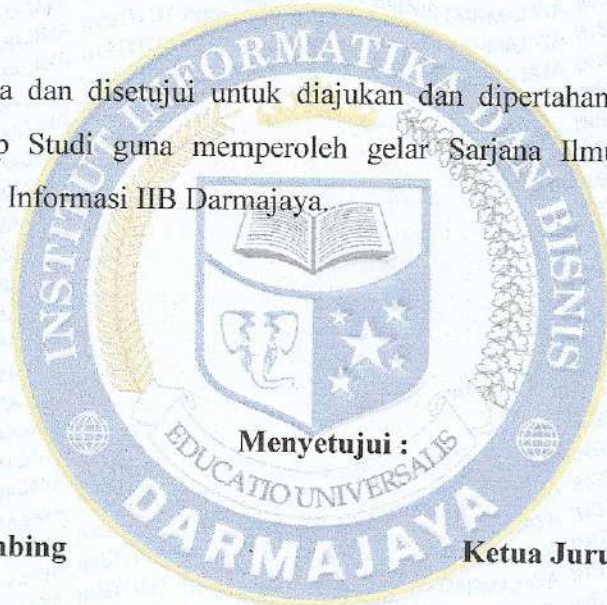 a dan disetujui untuk diajukan dan dipertahan
p Studi guna memperoleh gelar Sarjana Ilmu
Informasi IIB Darmajaya.
INSTITUT INFORMATIKA DAN BISNIS
Menyetujui :
EDUCATIO UNIVERSALIS
DARMAJAYA
nbing Ketua Juru